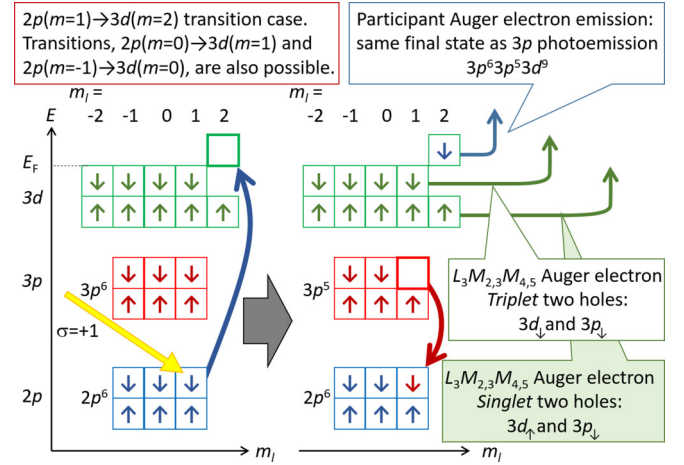 2p(m=1)→3d(m=2) transition case.
Transitions, 2p(m=0)→3d(m=1) and
2p(m=-1)→3d(m=0), are also possible.
Participant Auger electron emission:
same final state as 3p photoemission
3p⁶3p⁵3d⁹
mₗ =
-2 -1 0 1 2
mₗ =
-2 -1 0 1 2
E
E_F
3d
3p
3p⁶
3p⁵
σ=+1
2p
2p⁶
2p⁶
mₗ
mₗ
L₃M₂,₃M₄,₅ Auger electron
Triplet two holes:
3d↓ and 3p↓
L₃M₂,₃M₄,₅ Auger electron
Singlet two holes:
3d↑ and 3p↓